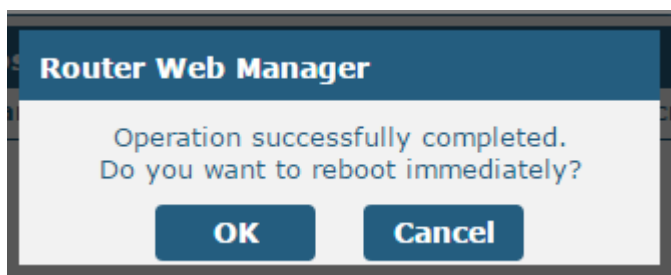 Router Web Manager
Operation successfully completed.
Do you want to reboot immediately?
OK
Cancel